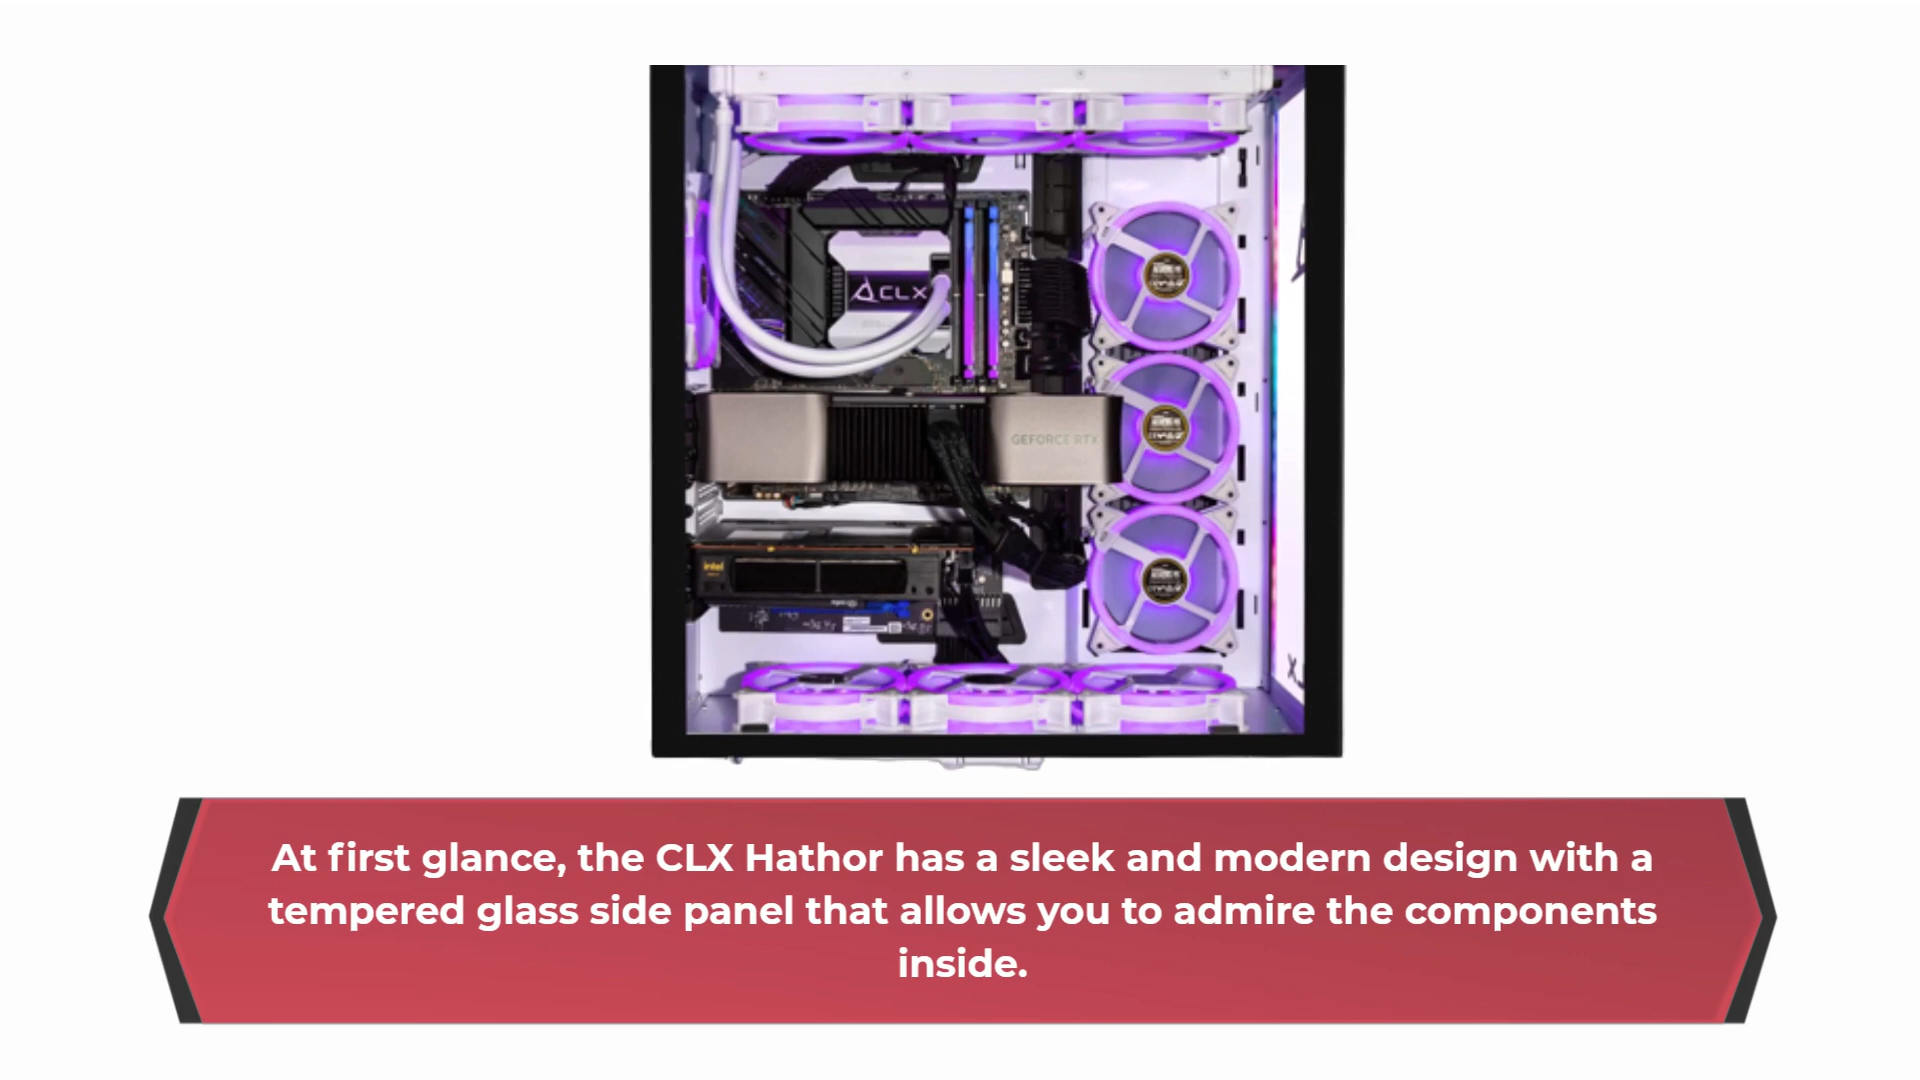 CLX
GEFORCE RTX
intel
At first glance, the CLX Hathor has a sleek and modern design with a
tempered glass side panel that allows you to admire the components
inside.